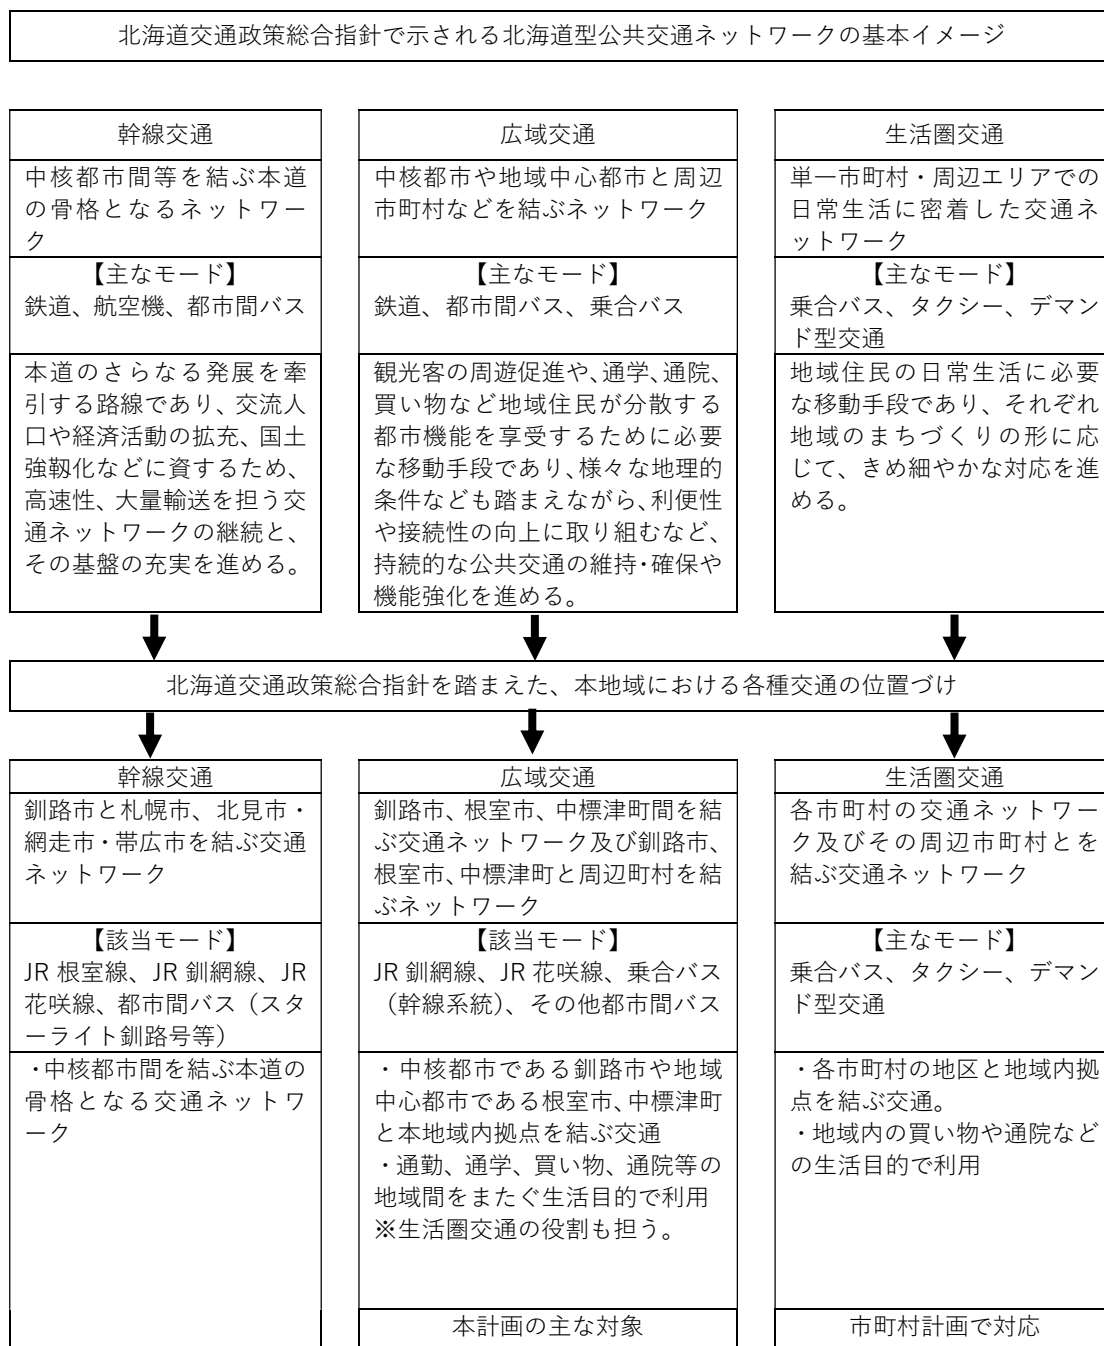 北海道交通政策総合指針で示される北海道型公共交通ネットワークの基本イメージ
幹線交通
中核都市間等を結ぶ本道
の骨格となるネットワー
ク
【主なモード】
鉄道、航空機、都市間バス
本道のさらなる発展を牽
引する路線であり、交流人
口や経済活動の拡充、国土
強靱化などに資するため、
高速性、大量輸送を担う交
通ネットワークの継続と、
その基盤の充実を進める。
広域交通
中核都市や地域中心都市と周辺
市町村などを結ぶネットワーク
【主なモード】
鉄道、都市間バス、乗合バス
観光客の周遊促進や、通学、通院、
買い物など地域住民が分散する
都市機能を享受するために必要
な移動手段であり、様々な地理的
条件なども踏まえながら、利便性
や接続性の向上に取り組むなど、
持続的な公共交通の維持・確保や
機能強化を進める。
生活圏交通
単一市町村・周辺エリアでの
日常生活に密着した交通ネ
ットワーク
【主なモード】
乗合バス、タクシー、デマン
ド型交通
地域住民の日常生活に必要
な移動手段であり、それぞれ
地域のまちづくりの形に応
じて、きめ細やかな対応を進
める。
北海道交通政策総合指針を踏まえた、本地域における各種交通の位置づけ
幹線交通
釧路市と札幌市、北見市・
網走市・帯広市を結ぶ交通
ネットワーク
【該当モード】
JR 根室線、JR 釧網線、JR
花咲線、都市間バス（スタ
ーライト釧路号等）
・中核都市間を結ぶ本道の
骨格となる交通ネットワ
ーク
広域交通
釧路市、根室市、中標津町間を結
ぶ交通ネットワーク及び釧路市、
根室市、中標津町と周辺町村を結
ぶネットワーク
【該当モード】
JR 釧網線、JR 花咲線、乗合バス
（幹線系統）、その他都市間バス
・中核都市である釧路市や地域
中心都市である根室市、中標津町
と本地域内拠点を結ぶ交通
・通勤、通学、買い物、通院等の
地域間をまたぐ生活目的で利用
※生活圏交通の役割も担う。
本計画の主な対象
生活圏交通
各市町村の交通ネットワー
ク及びその周辺市町村とを
結ぶ交通ネットワーク
【主なモード】
乗合バス、タクシー、デマン
ド型交通
・各市町村の地区と地域内拠
点を結ぶ交通。
・地域内の買い物や通院など
の生活目的で利用
市町村計画で対応